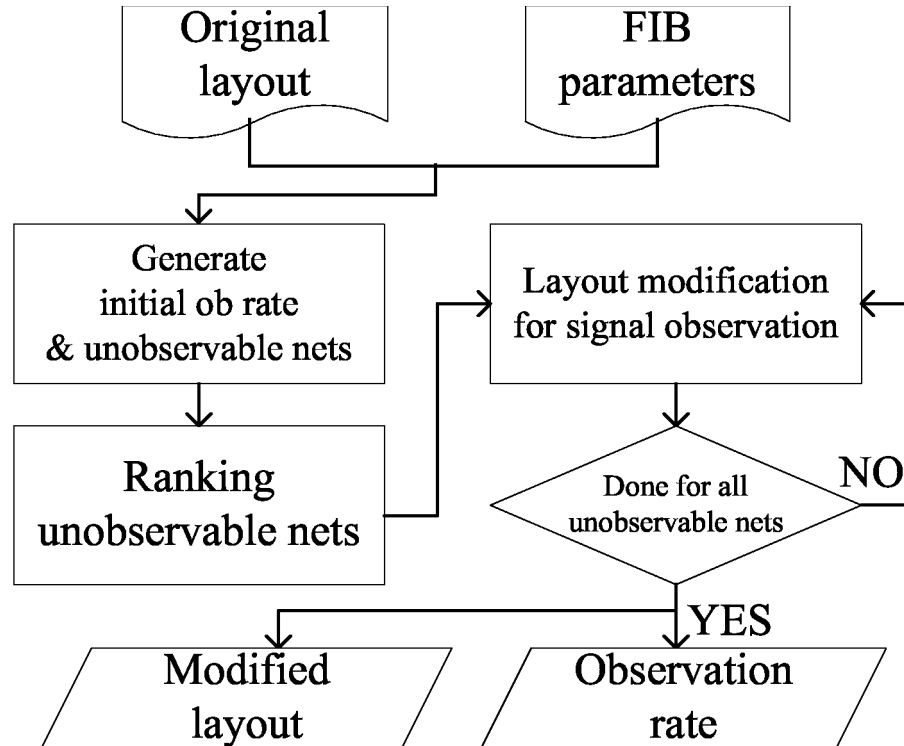 Original
layout
FIB
parameters
Generate
initial ob rate
& unobservable nets
Ranking
unobservable nets
Layout modification
for signal observation
Done for all
unobservable nets
NO
YES
Modified
layout
Observation
rate